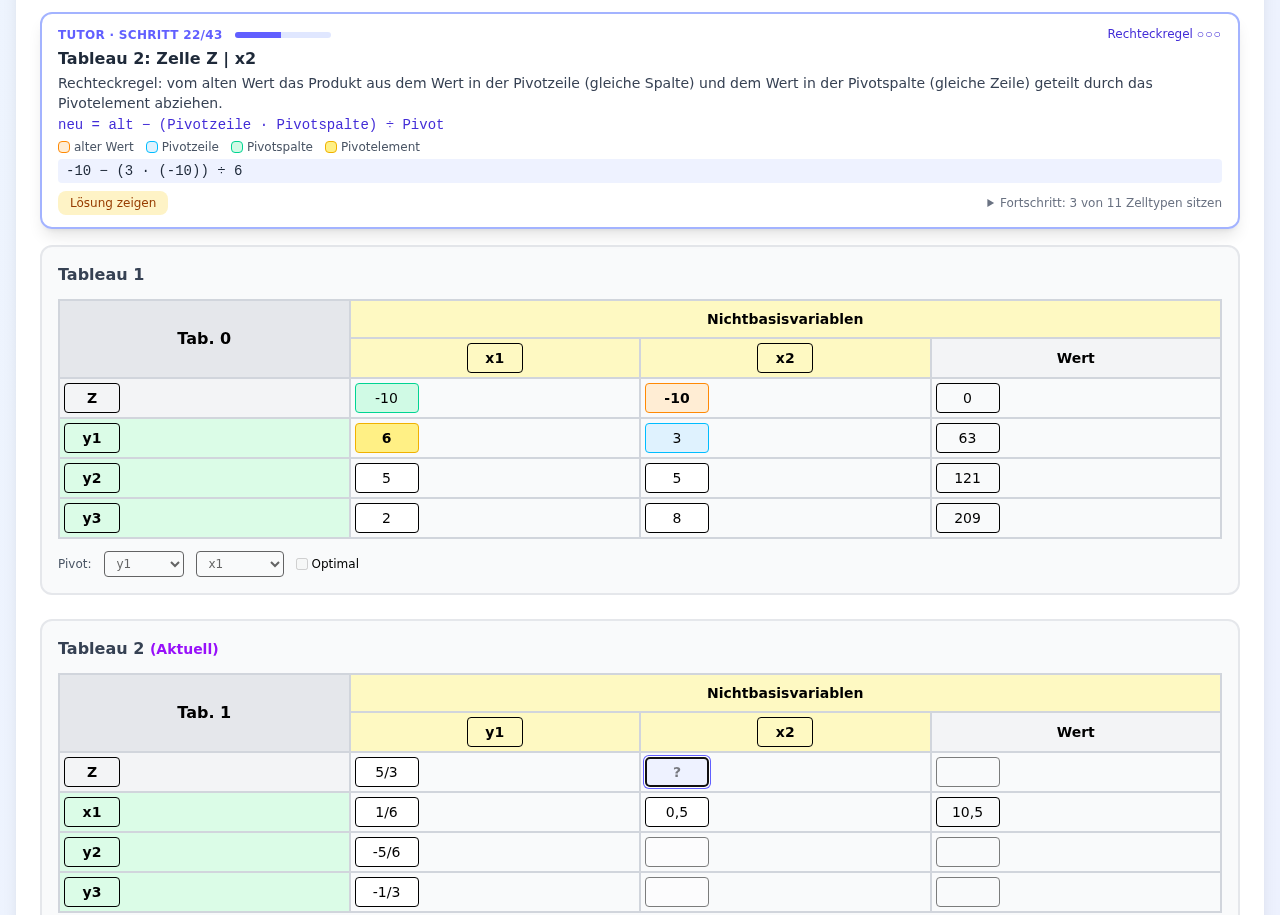 TUTOR · SCHRITT 22/43
Rechteckregel ○○○
Tableau 2: Zelle Z | x2
Rechteckregel: vom alten Wert das Produkt aus dem Wert in der Pivotzeile (gleiche Spalte) und dem Wert in der Pivotspalte (gleiche Zeile) geteilt durch das
Pivotelement abziehen.
neu = alt − (Pivotzeile · Pivotspalte) ÷ Pivot
alter Wert Pivotzeile Pivotspalte Pivotelement
-10 − (3 · (-10)) ÷ 6
Lösung zeigen
▶ Fortschritt: 3 von 11 Zelltypen sitzen
Tableau 1
Tab. 0
Nichtbasisvariablen
x1 x2 Wert
Z -10 -10 0
y1 6 3 63
y2 5 5 121
y3 2 8 209
Pivot: y1 x1 Optimal
Tableau 2 (Aktuell)
Tab. 1
Nichtbasisvariablen
y1 x2 Wert
Z 5/3 ?
x1 1/6 0,5 10,5
y2 -5/6
y3 -1/3